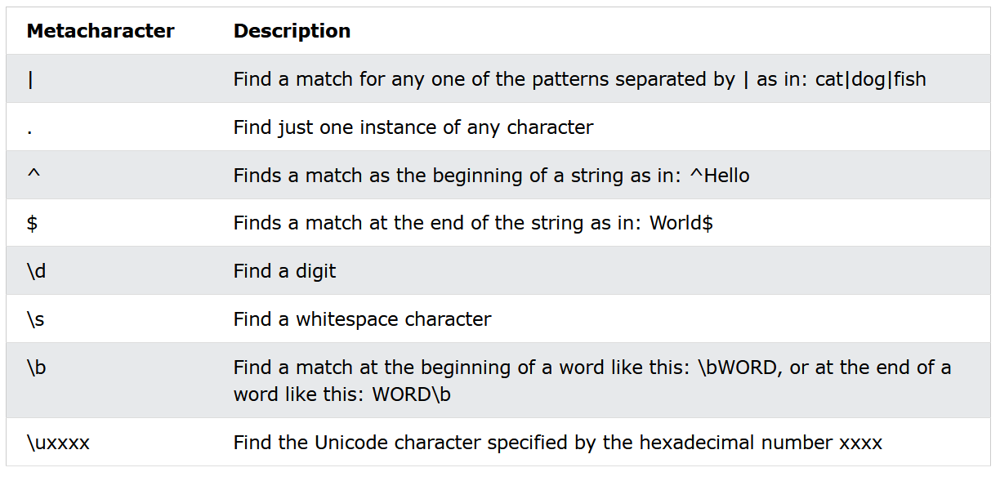 Metacharacter Description
| Find a match for any one of the patterns separated by | as in: cat|dog|fish
. Find just one instance of any character
^ Finds a match as the beginning of a string as in: ^Hello
$ Finds a match at the end of the string as in: World$
\d Find a digit
\s Find a whitespace character
\b Find a match at the beginning of a word like this: \bWORD, or at the end of a
word like this: WORD\b
\uxxxx Find the Unicode character specified by the hexadecimal number xxxx